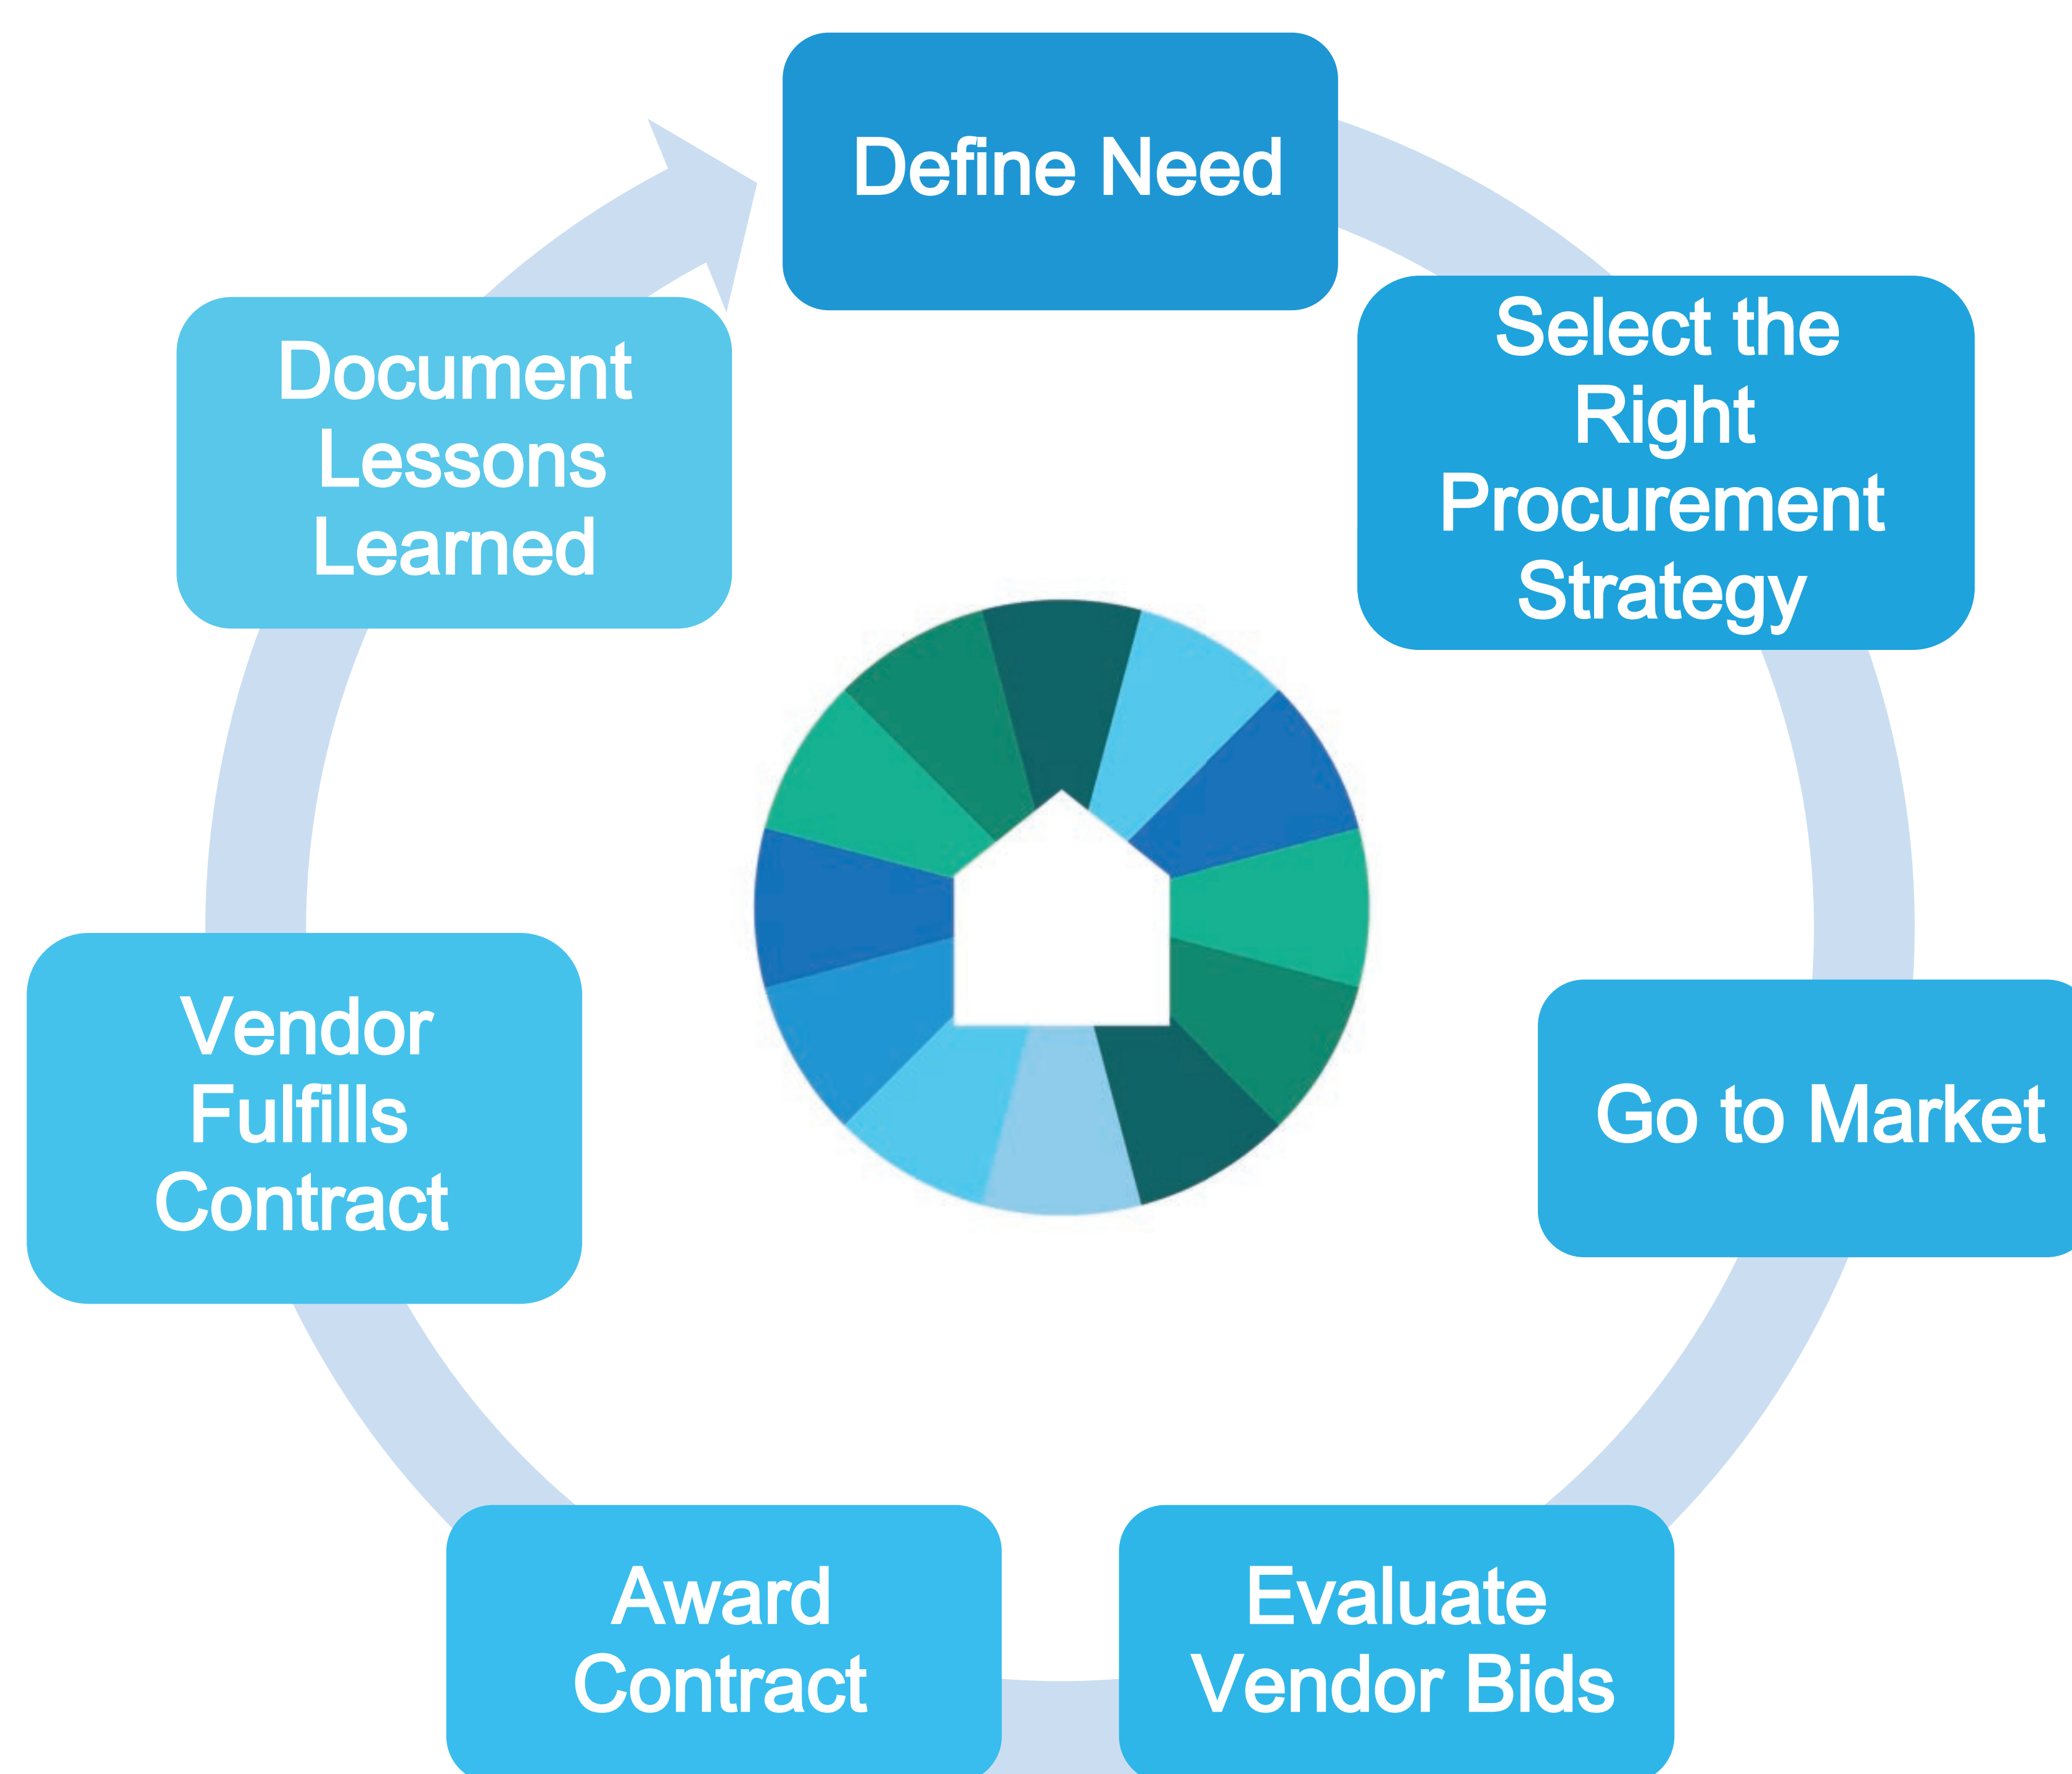 Define Need
Select the
Right
Procurement
Strategy
Go to Market
Evaluate
Vendor Bids
Award
Contract
Vendor
Fulfills
Contract
Document
Lessons
Learned